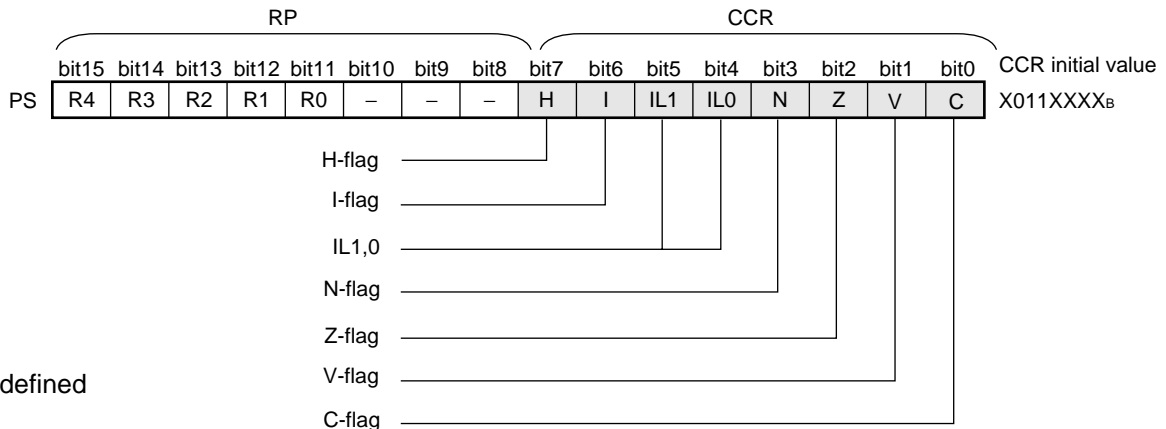 RP CCR
bit15 bit14 bit13 bit12 bit11 bit10 bit9 bit8 bit7 bit6 bit5 bit4 bit3 bit2 bit1 bit0 CCR initial value
PS R4 R3 R2 R1 R0 – – – H I IL1 IL0 N Z V C X011XXXXB
H-flag
I-flag
IL1,0
N-flag
Z-flag
defined
V-flag
C-flag